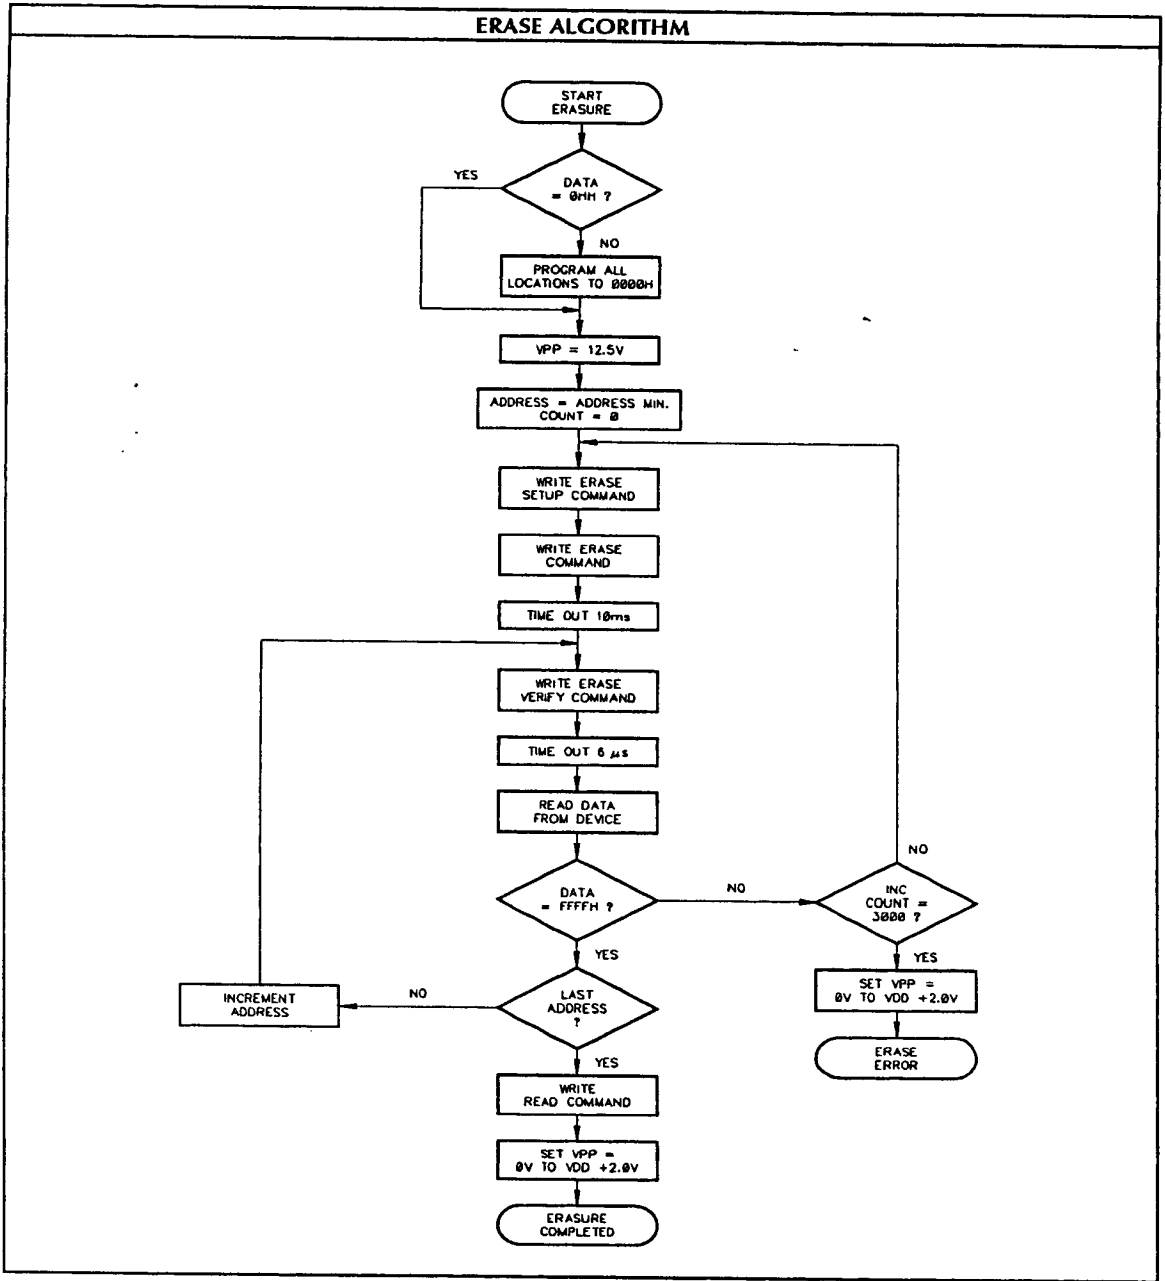 ERASE ALGORITHM
START
ERASURE
YES
DATA
= 0HH ?
NO
PROGRAM ALL
LOCATIONS TO 0000H
VPP = 12.5V
ADDRESS = ADDRESS MIN.
COUNT = 0
WRITE ERASE
SETUP COMMAND
WRITE ERASE
COMMAND
TIME OUT 10ms
WRITE ERASE
VERIFY COMMAND
TIME OUT 6 μs
READ DATA
FROM DEVICE
DATA
= FFFFH ?
NO
INC
COUNT =
3000 ?
NO
YES
SET VPP =
0V TO VDD +2.0V
ERASE
ERROR
YES
LAST
ADDRESS
?
NO
INCREMENT
ADDRESS
YES
WRITE
READ COMMAND
SET VPP =
0V TO VDD +2.0V
ERASURE
COMPLETED